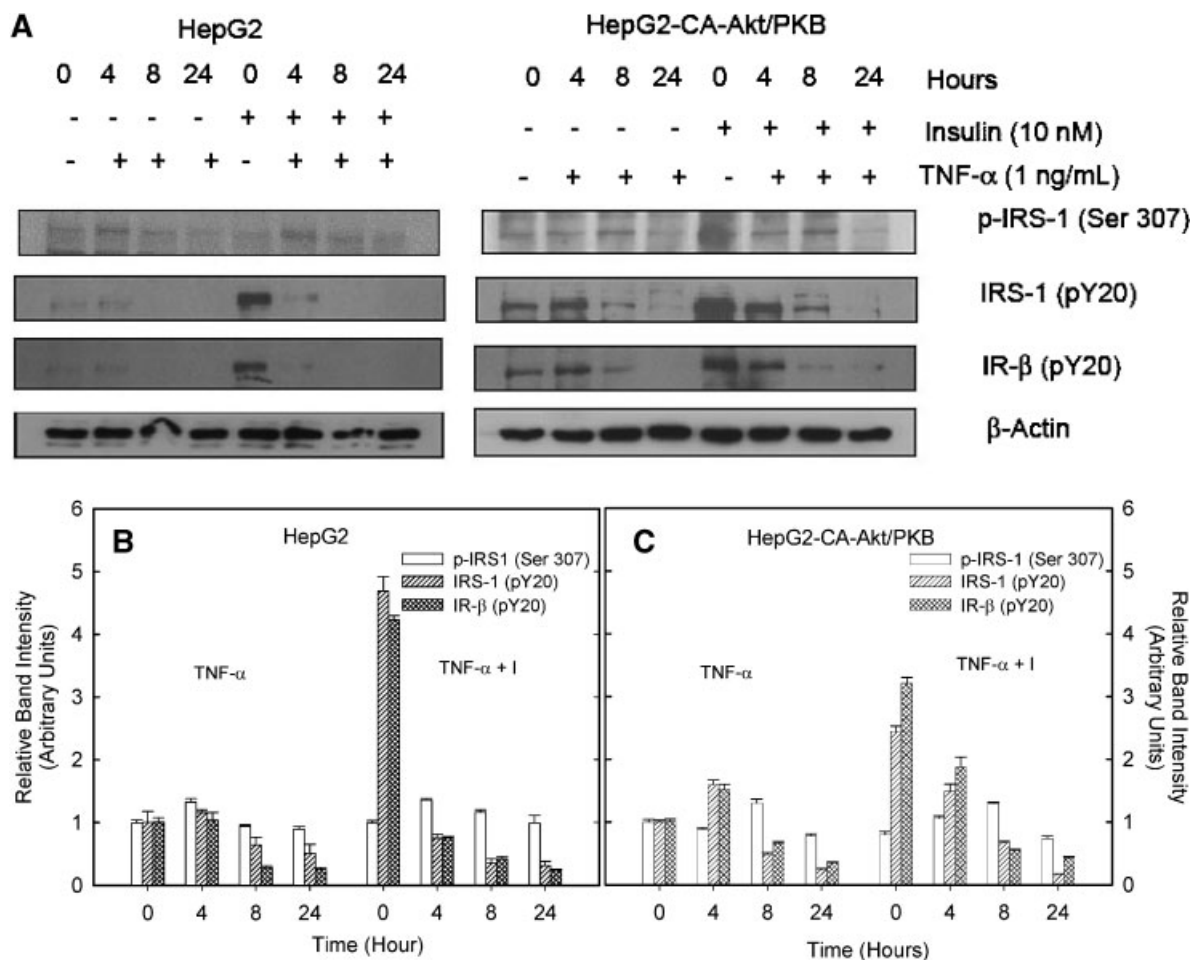 A
HepG2
HepG2-CA-Akt/PKB
0 4 8 24 0 4 8 24
0 4 8 24 0 4 8 24 Hours
- - - - + + + +
- - - - + + + + Insulin (10 nM)
- + + + - + + +
- + + + - + + + TNF-α (1 ng/mL)
p-IRS-1 (Ser 307)
IRS-1 (pY20)
IR-β (pY20)
β-Actin
B
HepG2
p-IRS1 (Ser 307)
IRS-1 (pY20)
IR-β (pY20)
TNF-α
TNF-α + I
Relative Band Intensity
(Arbitrary Units)
6
5
4
3
2
1
0
0 4 8 24 0 4 8 24
Time (Hour)
C
HepG2-CA-Akt/PKB
p-IRS-1 (Ser 307)
IRS-1 (pY20)
IR-β (pY20)
TNF-α
TNF-α + I
6
5
4
3
2
1
0
Relative Band Intensity
(Arbitrary Units)
0 4 8 24 0 4 8 24
Time (Hours)